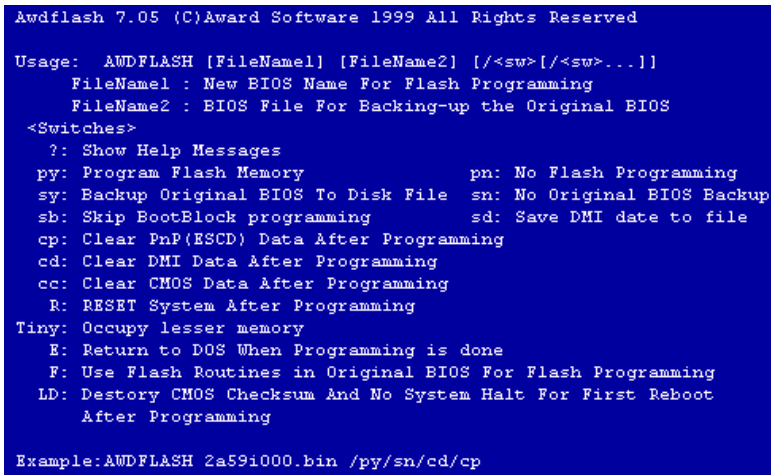 Awdflash 7.05 (C)Award Software 1999 All Rights Reserved
Usage: AWDFLASH [FileName1] [FileName2] [/<sw>[/<sw>...]]
FileName1 : New BIOS Name For Flash Programming
FileName2 : BIOS File For Backing-up the Original BIOS
<Switches>
?: Show Help Messages
py: Program Flash Memory pn: No Flash Programming
sy: Backup Original BIOS To Disk File sn: No Original BIOS Backup
sb: Skip BootBlock programming sd: Save DMI date to file
cp: Clear PnP(ESCD) Data After Programming
cd: Clear DMI Data After Programming
cc: Clear CMOS Data After Programming
R: RESET System After Programming
Tiny: Occupy lesser memory
E: Return to DOS When Programming is done
F: Use Flash Routines in Original BIOS For Flash Programming
LD: Destory CMOS Checksum And No System Halt For First Reboot
After Programming
Example:AWDFLASH 2a59i000.bin /py/sn/cd/cp